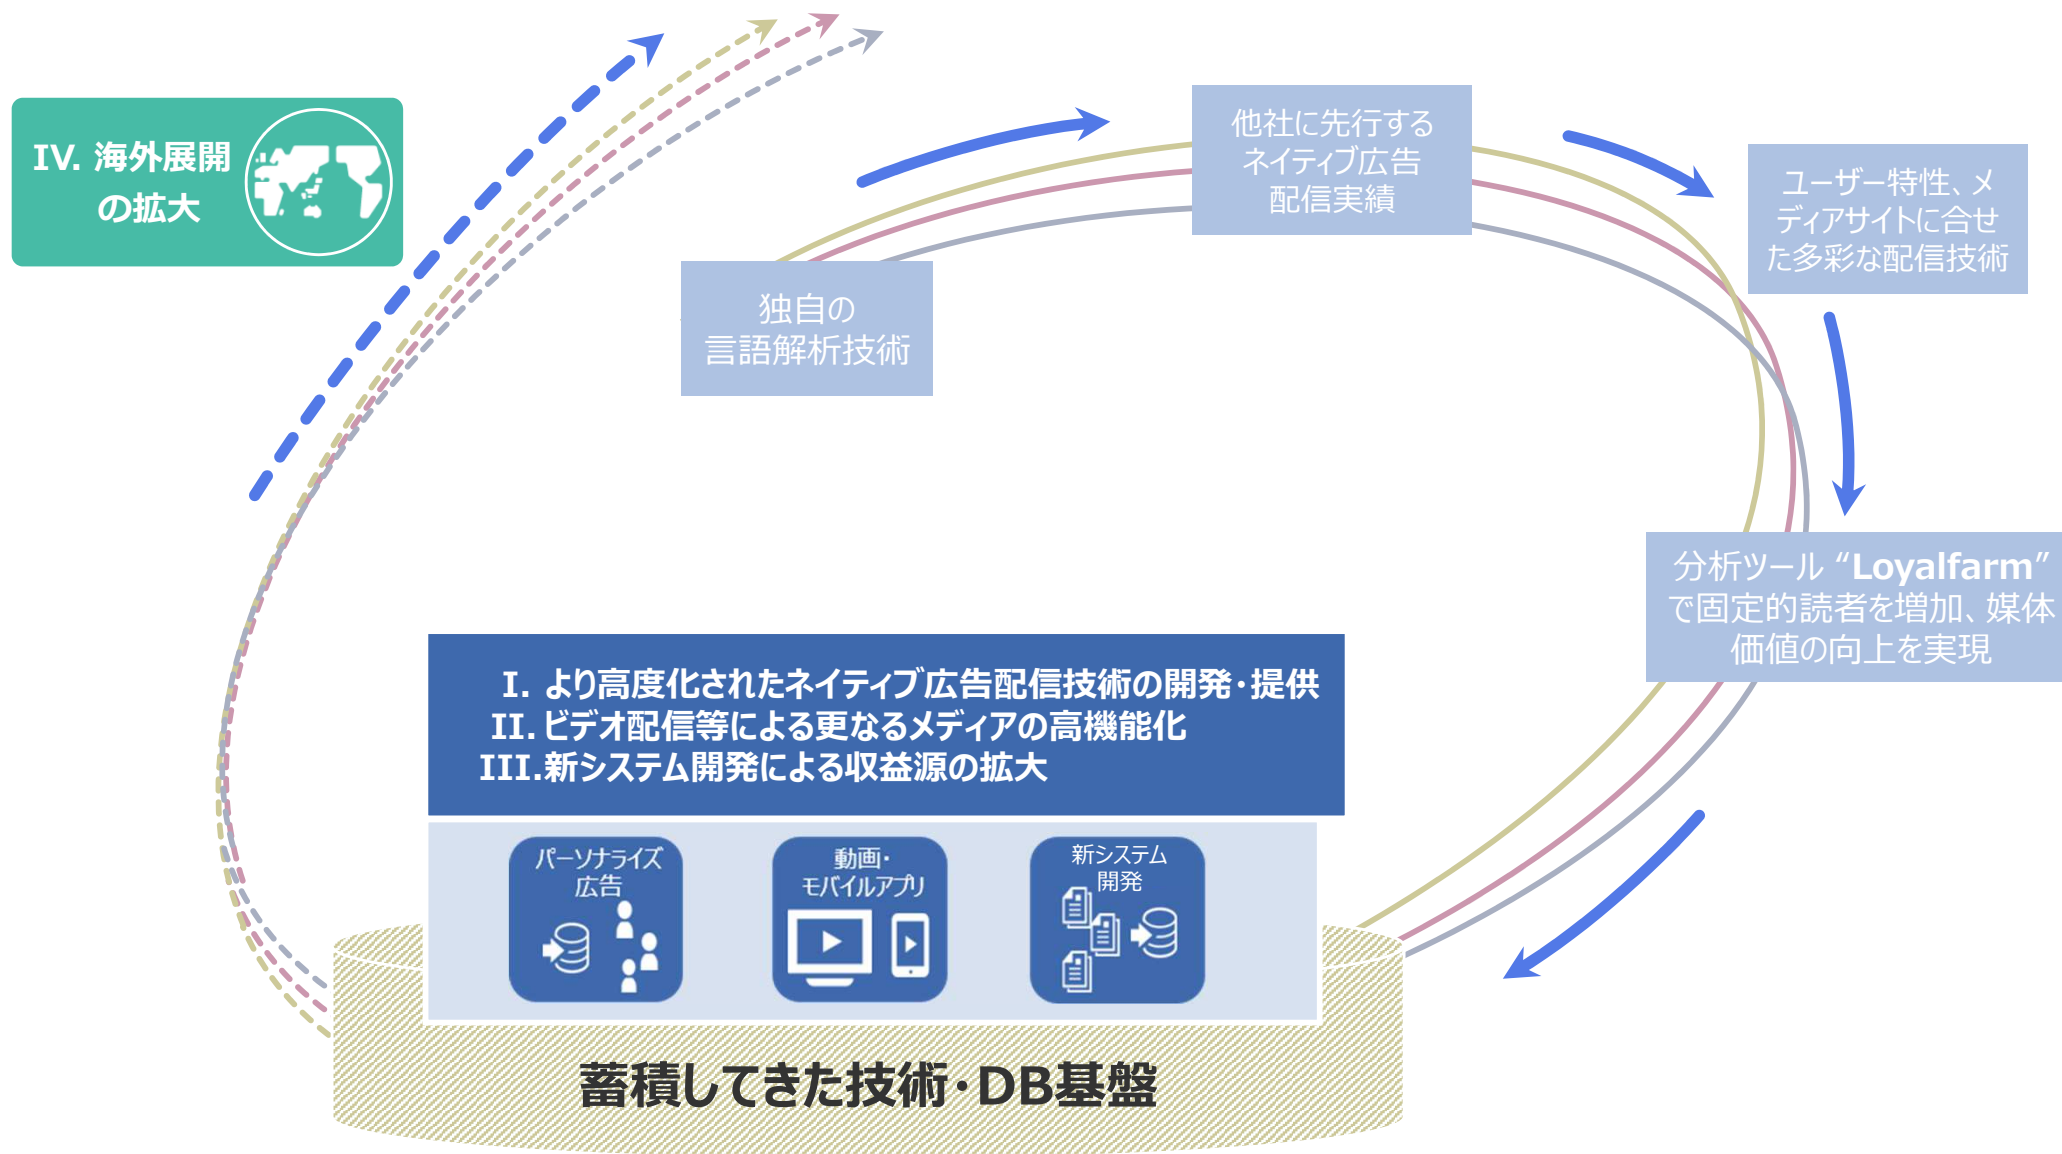 IV. 海外展開
の拡大
他社に先行する
ネイティブ広告
配信実績
ユーザー特性、メ
ディアサイトに合せ
た多彩な配信技術
独自の
言語解析技術
分析ツール “Loyalfarm”
で固定的読者を増加、媒体
価値の向上を実現
I. より高度化されたネイティブ広告配信技術の開発・提供
II. ビデオ配信等による更なるメディアの高機能化
III.新システム開発による収益源の拡大
パーソナライズ
広告
動画・
モバイルアプリ
新システム
開発
蓄積してきた技術・DB基盤